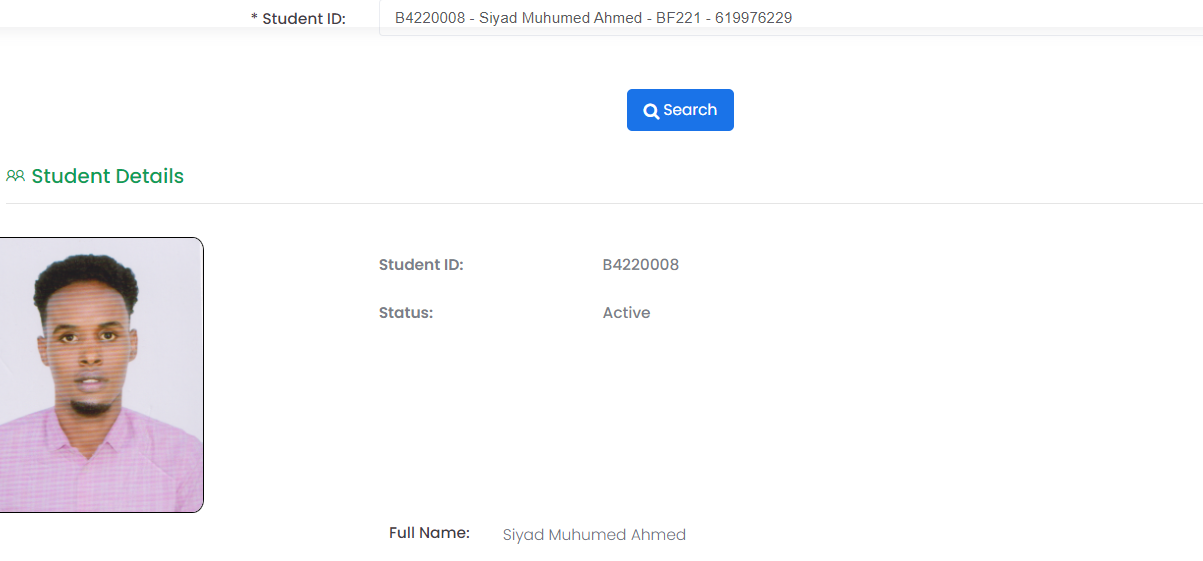 * Student ID: B4220008 - Siyad Muhumed Ahmed - BF221 - 619976229
Search
Student Details
Student ID: B4220008
Status: Active
Full Name: Siyad Muhumed Ahmed